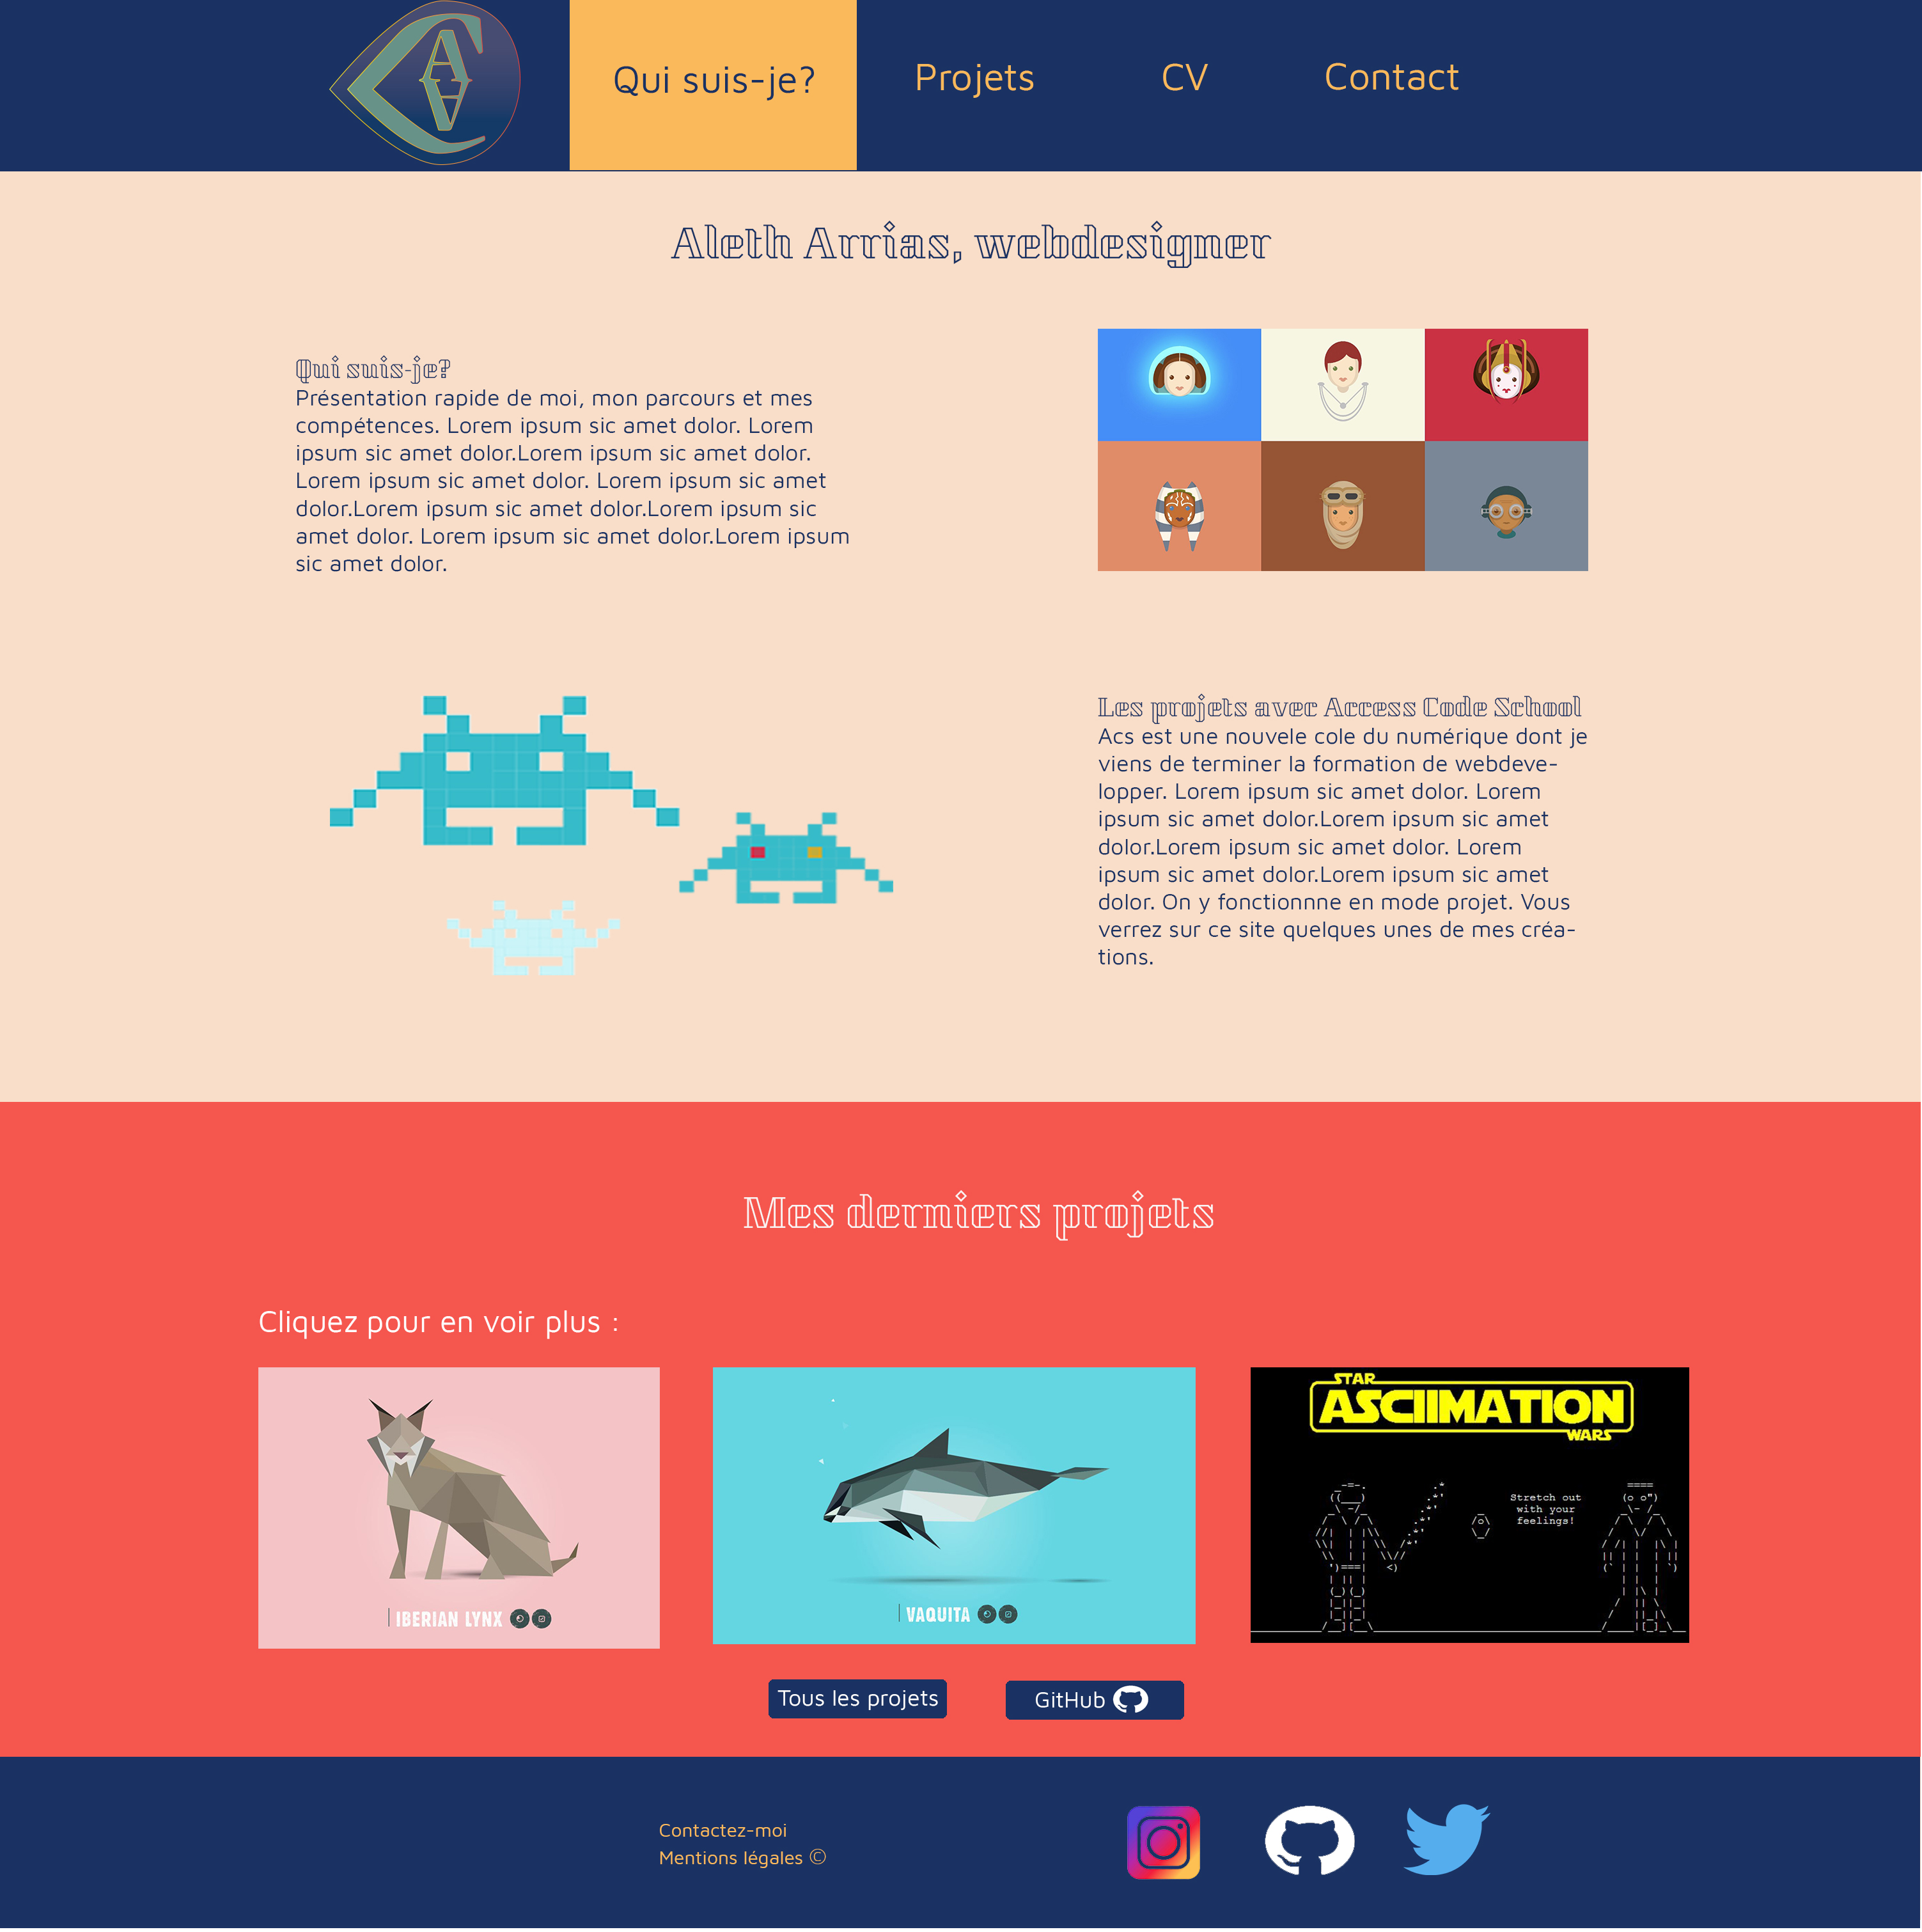 Qui suis-je?
Projets
CV
Contact
Aleth Arrias, webdesigner
Qui suis-je?
Présentation rapide de moi, mon parcours et mes
compétences. Lorem ipsum sic amet dolor. Lorem
ipsum sic amet dolor.Lorem ipsum sic amet dolor.
Lorem ipsum sic amet dolor. Lorem ipsum sic amet
dolor.Lorem ipsum sic amet dolor.Lorem ipsum sic
amet dolor. Lorem ipsum sic amet dolor.Lorem ipsum
sic amet dolor.
Les projets avec Access Code School
Acs est une nouvele cole du numérique dont je
viens de terminer la formation de webdeve-
lopper. Lorem ipsum sic amet dolor. Lorem
ipsum sic amet dolor.Lorem ipsum sic amet
dolor.Lorem ipsum sic amet dolor. Lorem
ipsum sic amet dolor.Lorem ipsum sic amet
dolor. On y fonctionnne en mode projet. Vous
verrez sur ce site quelques unes de mes créa-
tions.
Mes derniers projets
Cliquez pour en voir plus :
IBERIAN LYNX
VAQUITA
STAR
ASCIIMATION
WARS
Stretch out
with your
feelings!
Tous les projets
GitHub
Contactez-moi
Mentions légales ©